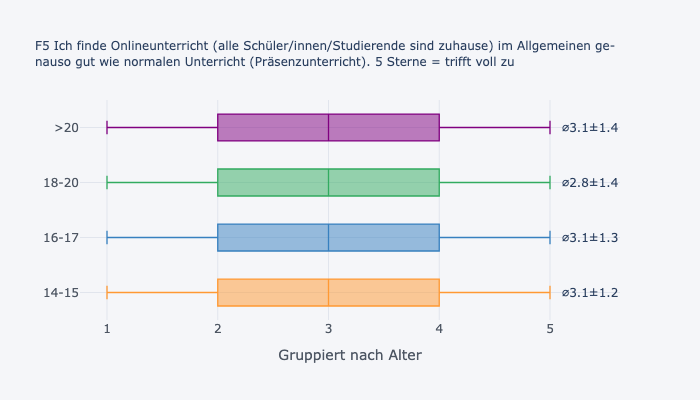 F5 Ich finde Onlineunterricht (alle Schüler/innen/Studierende sind zuhause) im Allgemeinen ge-
nauso gut wie normalen Unterricht (Präsenzunterricht). 5 Sterne = trifft voll zu
>20 ⌀3.1±1.4
18-20 ⌀2.8±1.4
16-17 ⌀3.1±1.3
14-15 ⌀3.1±1.2
1 2 3 4 5
Gruppiert nach Alter